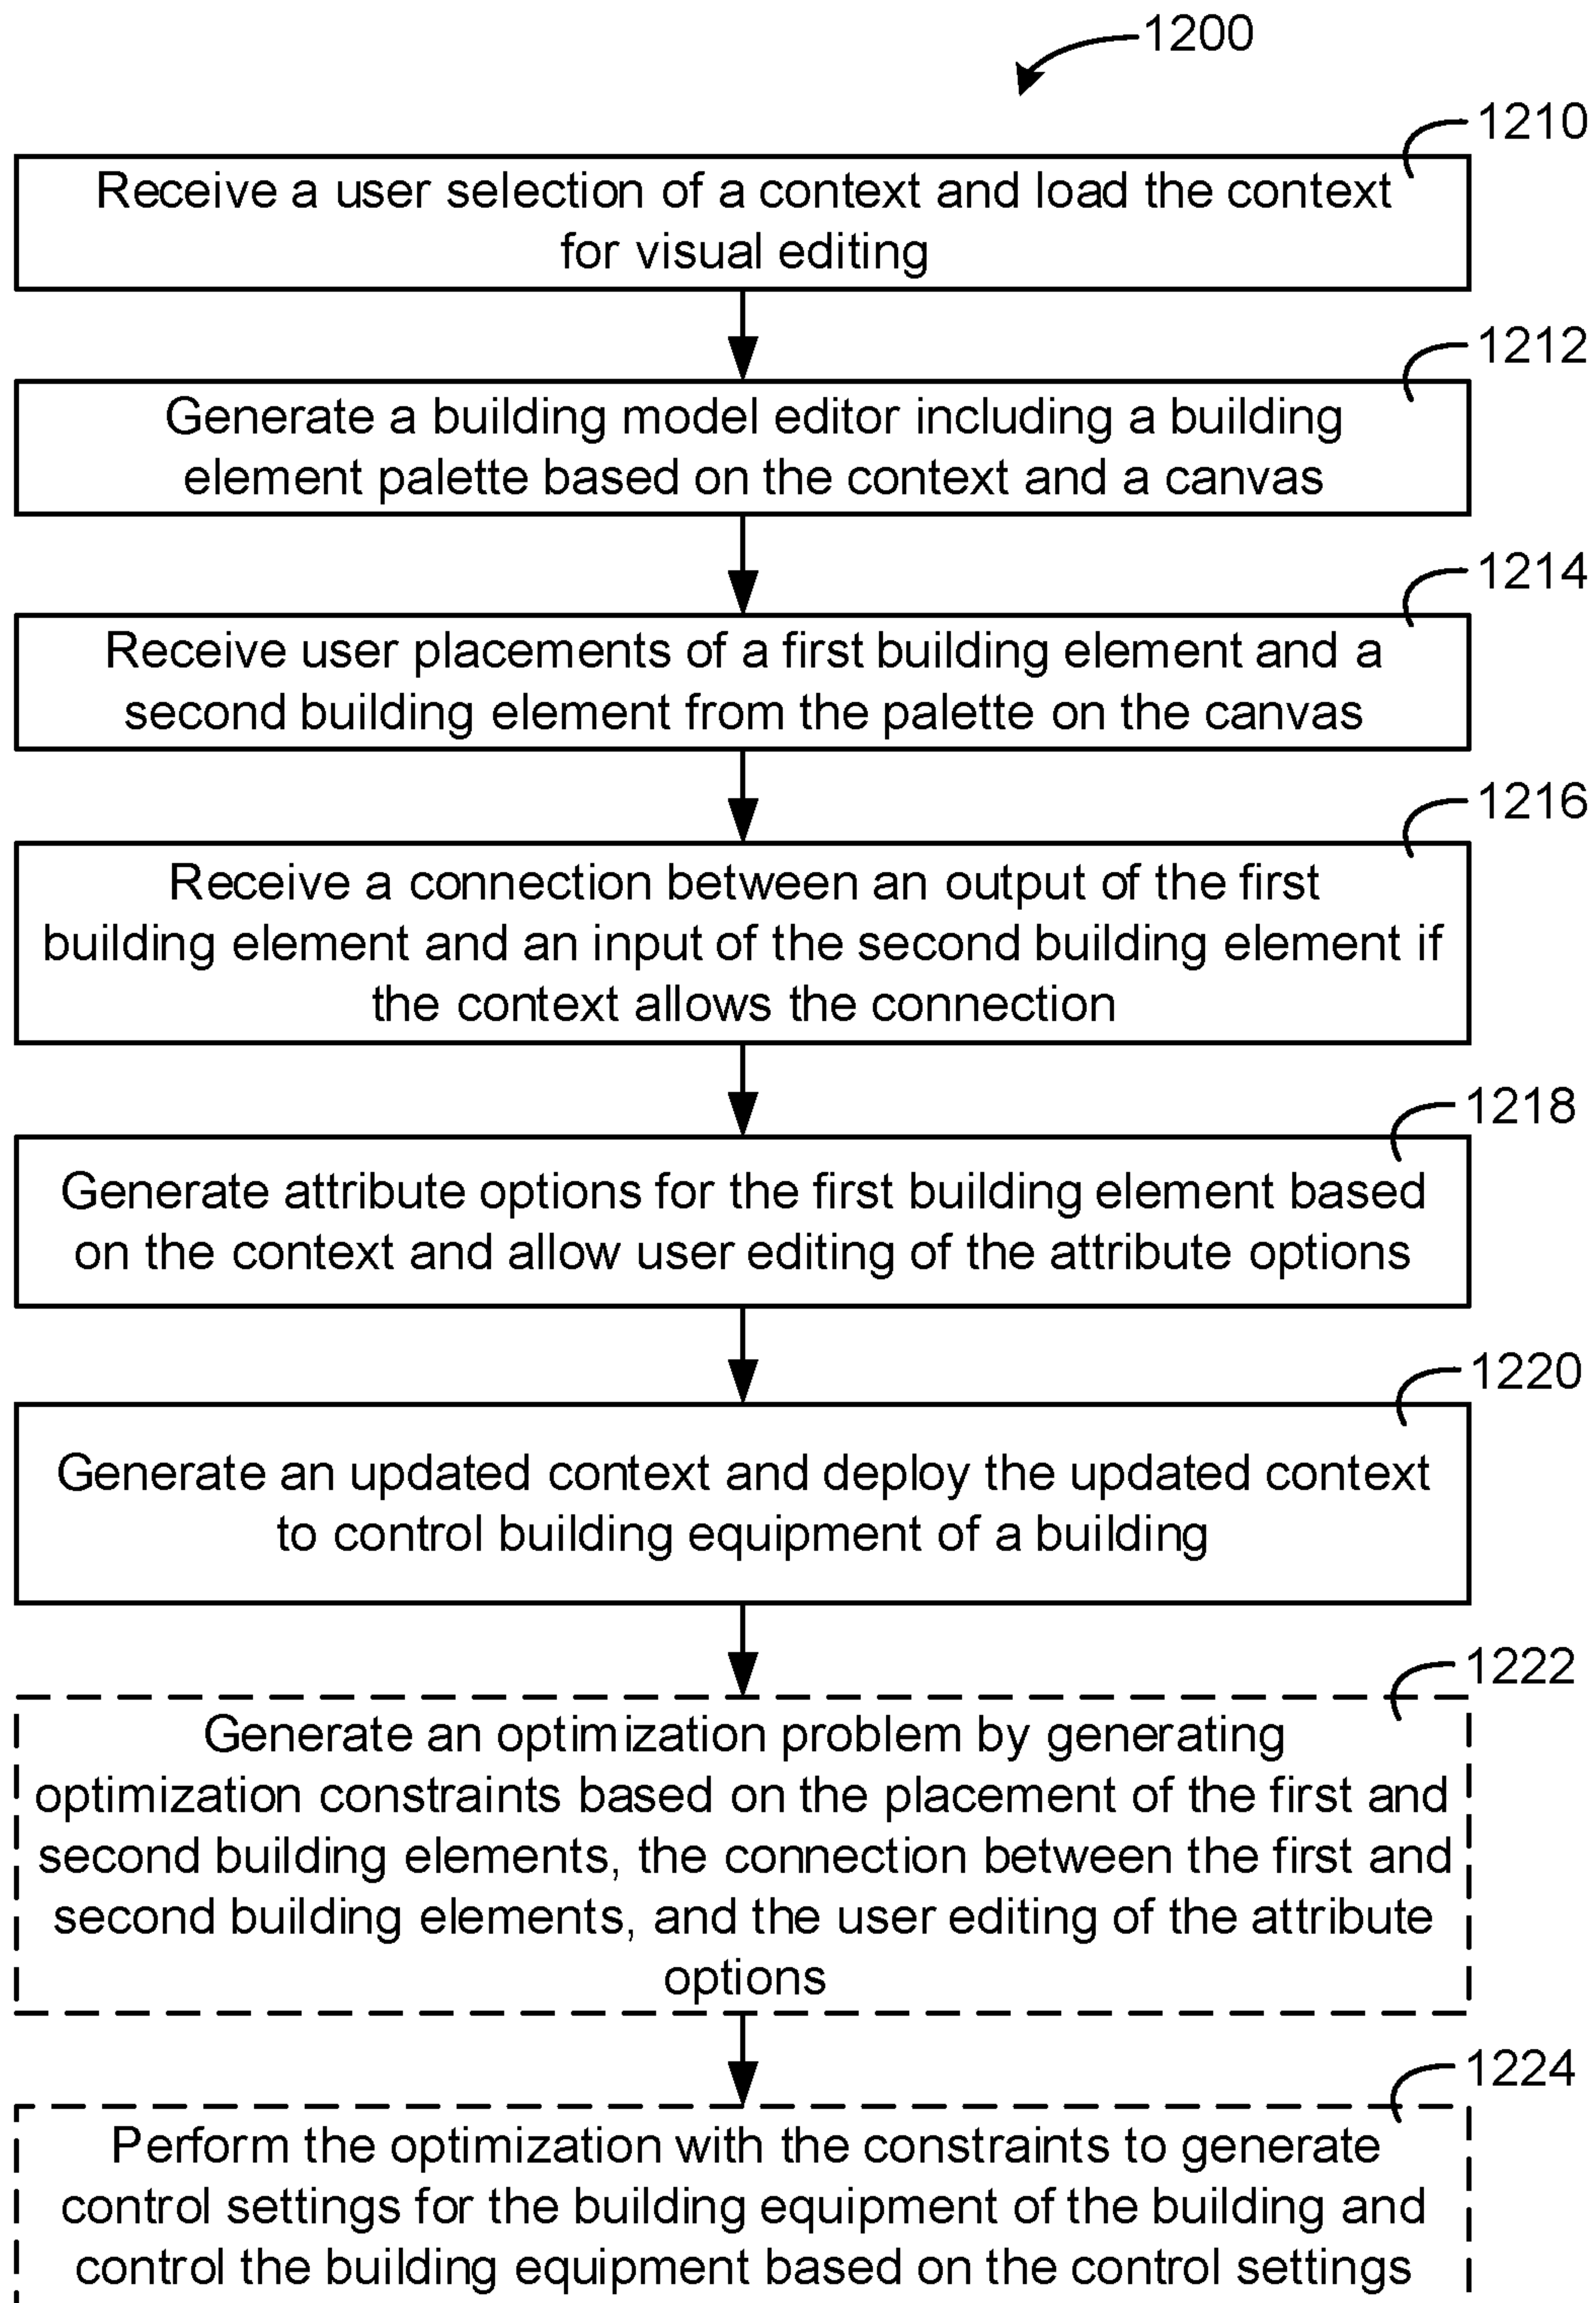 1200
1210
Receive a user selection of a context and load the context
for visual editing
1212
Generate a building model editor including a building
element palette based on the context and a canvas
1214
Receive user placements of a first building element and a
second building element from the palette on the canvas
1216
Receive a connection between an output of the first
building element and an input of the second building element if
the context allows the connection
1218
Generate attribute options for the first building element based
on the context and allow user editing of the attribute options
1220
Generate an updated context and deploy the updated context
to control building equipment of a building
1222
Generate an optimization problem by generating
optimization constraints based on the placement of the first and
second building elements, the connection between the first and
second building elements, and the user editing of the attribute
options
1224
Perform the optimization with the constraints to generate
control settings for the building equipment of the building and
control the building equipment based on the control settings